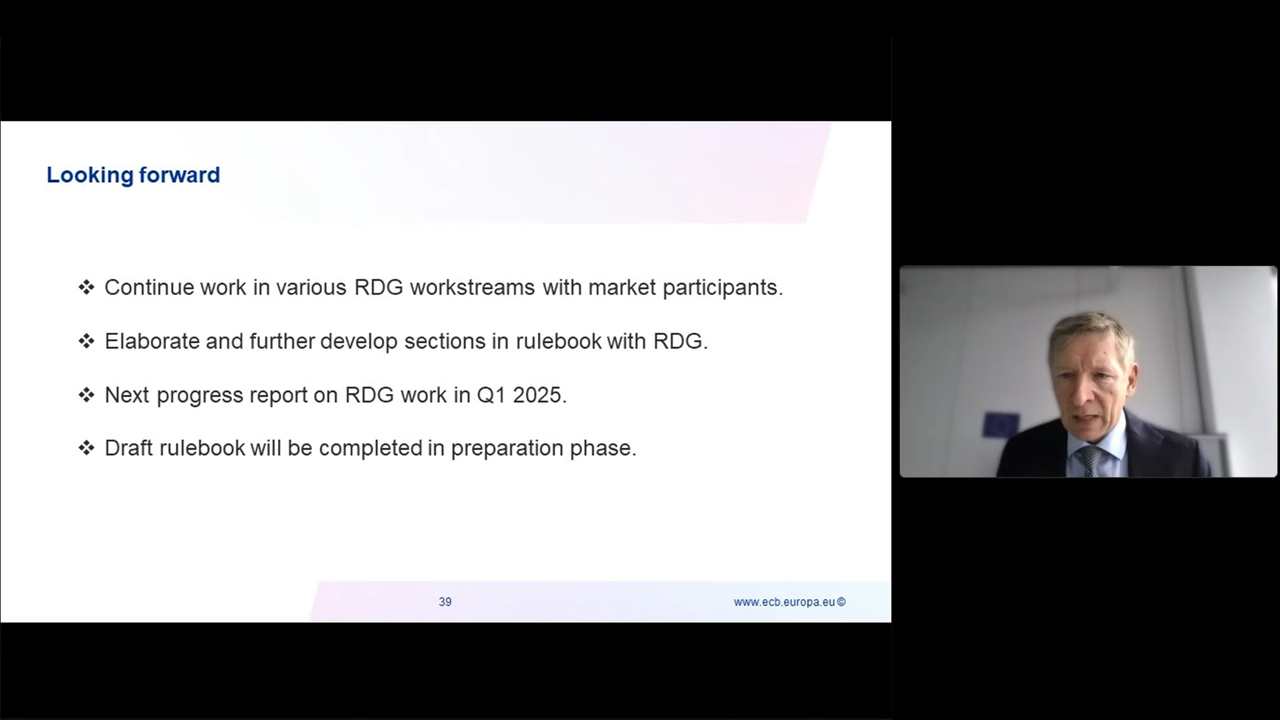 Looking forward
❖ Continue work in various RDG workstreams with market participants.
❖ Elaborate and further develop sections in rulebook with RDG.
❖ Next progress report on RDG work in Q1 2025.
❖ Draft rulebook will be completed in preparation phase.
39
www.ecb.europa.eu ©